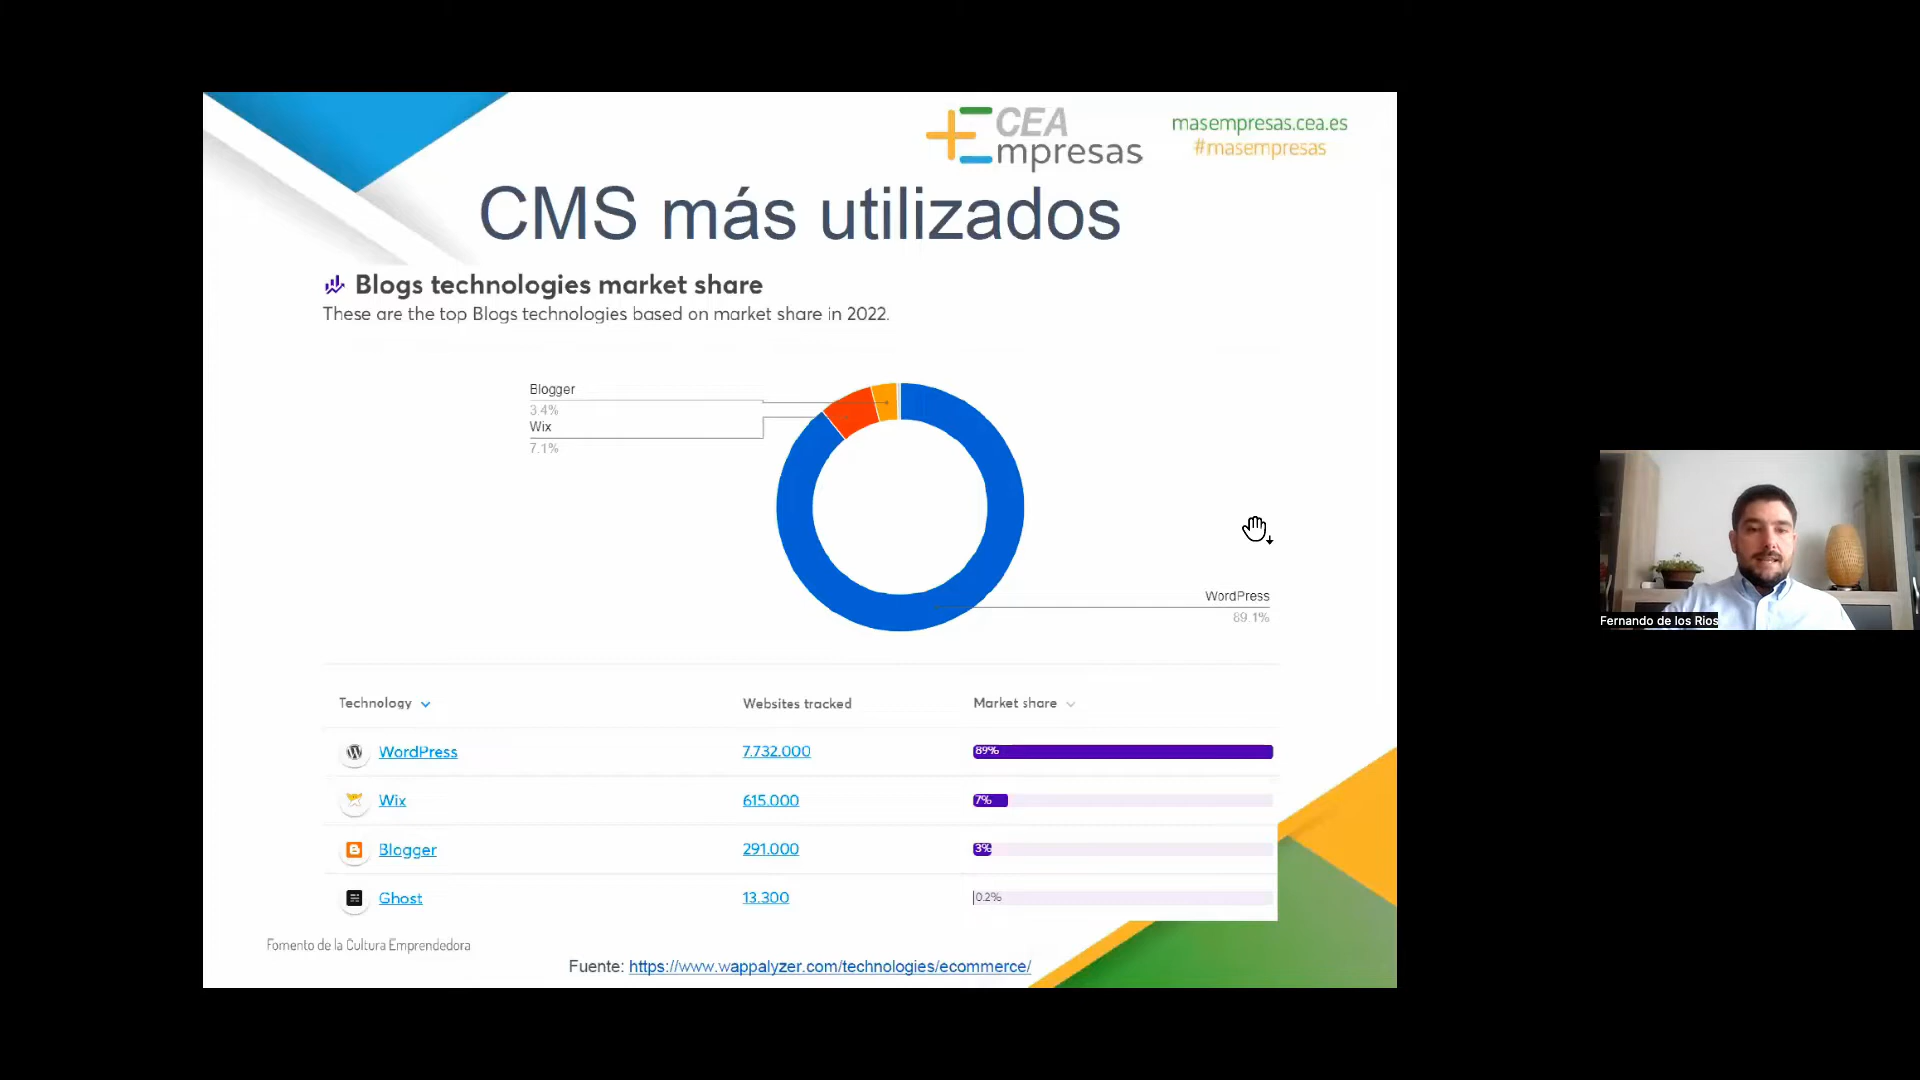 CEA
mpresas
masempresas.cea.es
#masempresas
CMS más utilizados
Blogs technologies market share
These are the top Blogs technologies based on market share in 2022.
Blogger
3.4%
Wix
7.1%
WordPress
89.1%
Technology Websites tracked Market share
WordPress 7.732.000 89%
Wix 615.000 7%
Blogger 291.000 3%
Ghost 13.300 0.2%
Fomento de la Cultura Emprendedora
Fuente: https://www.wappalyzer.com/technologies/ecommerce/
Fernando de los Rios